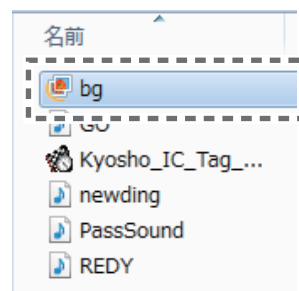 名前
bg
GO
Kyosho_IC_Tag_...
newding
PassSound
REDY